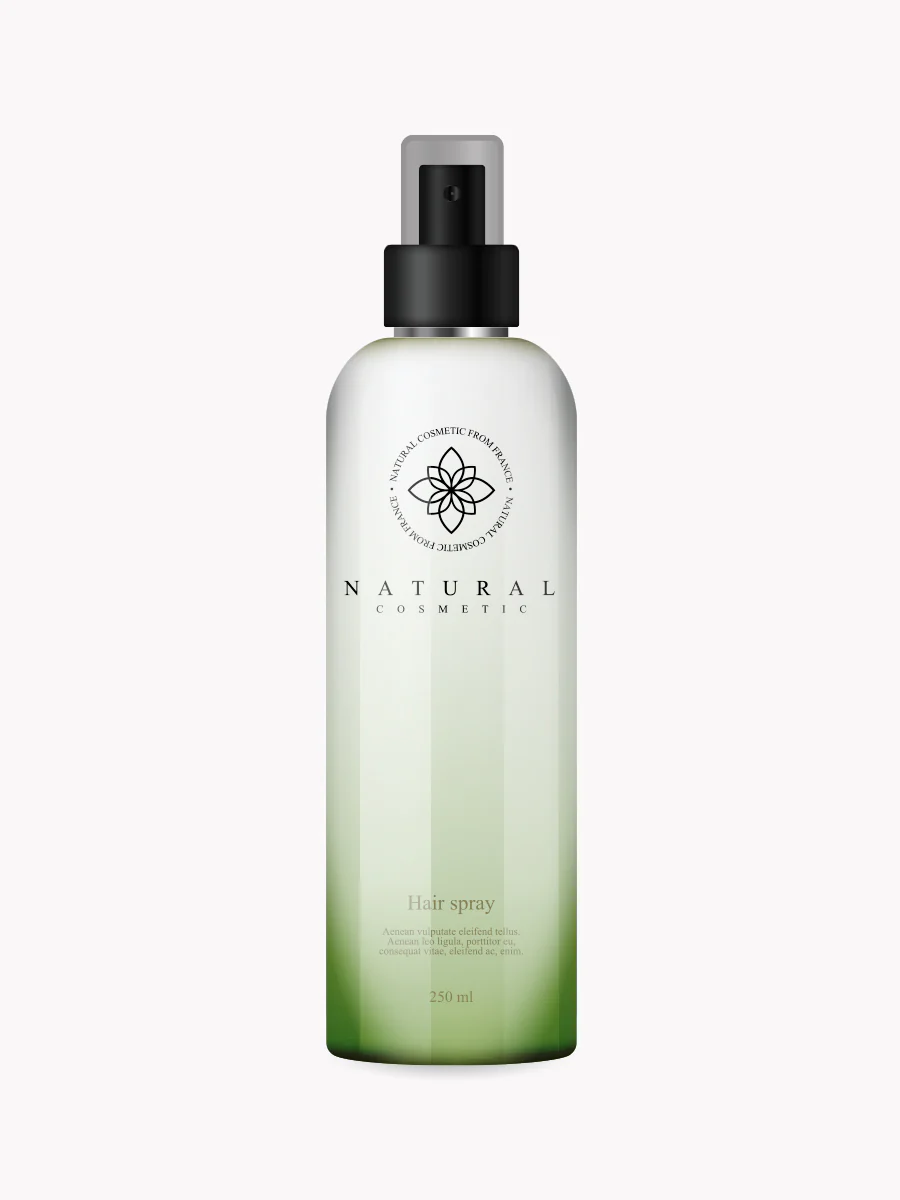 NATURAL COSMETIC FROM FRANCE • NATURAL COSMETIC FROM FRANCE •
NATURAL
COSMETIC
Hair spray
Aenean vulputate eleifend tellus.
Aenean leo ligula, porttitor eu,
consequat vitae, eleifend ac, enim.
250 ml